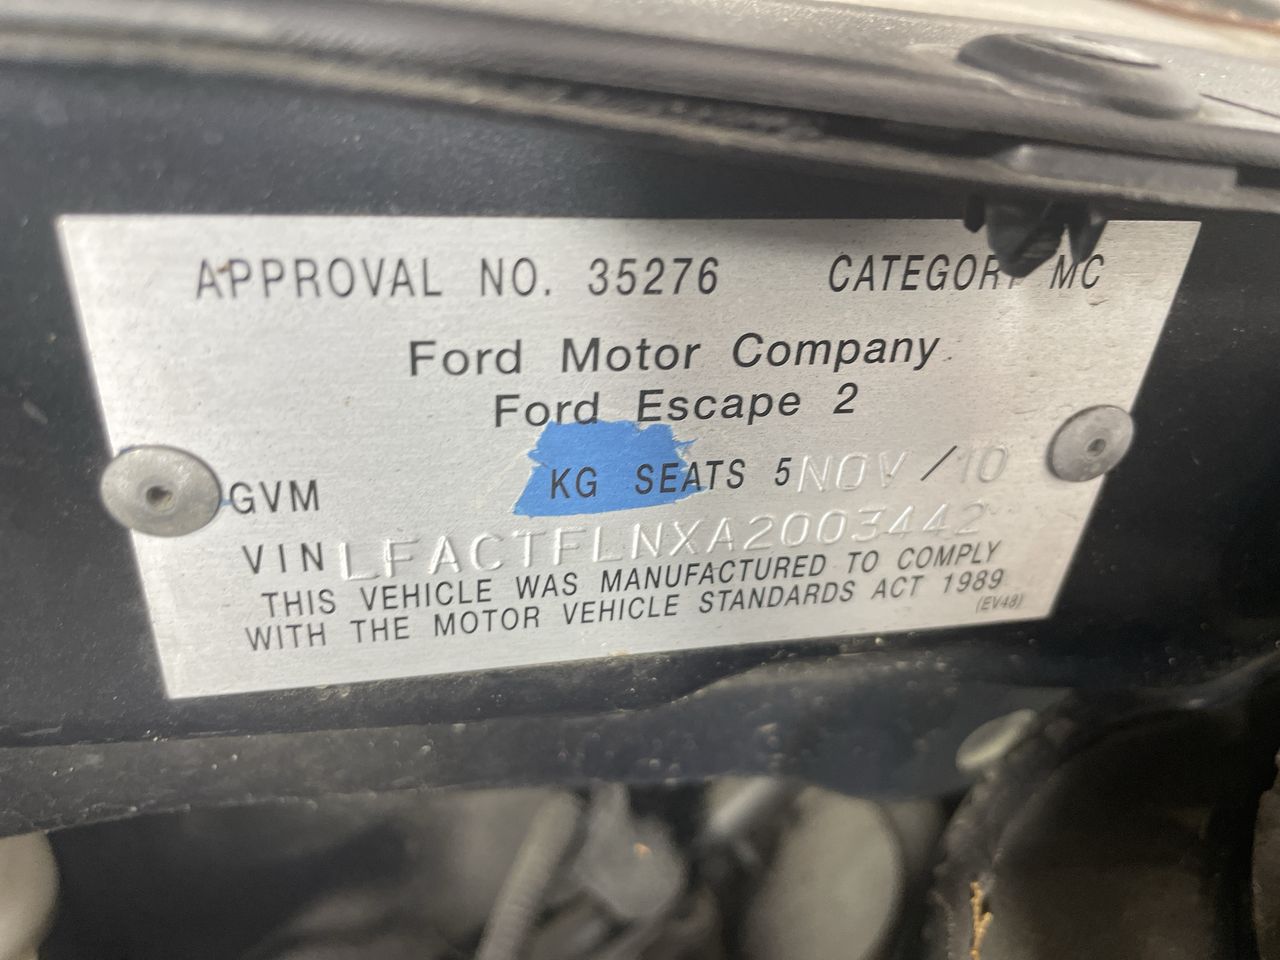 APPROVAL NO. 35276 CATEGORY MC
Ford Motor Company
Ford Escape 2
GVM KG SEATS 5 NOV/10
VIN LFACTFLNXA2003442
THIS VEHICLE WAS MANUFACTURED TO COMPLY
WITH THE MOTOR VEHICLE STANDARDS ACT 1989
(EV48)